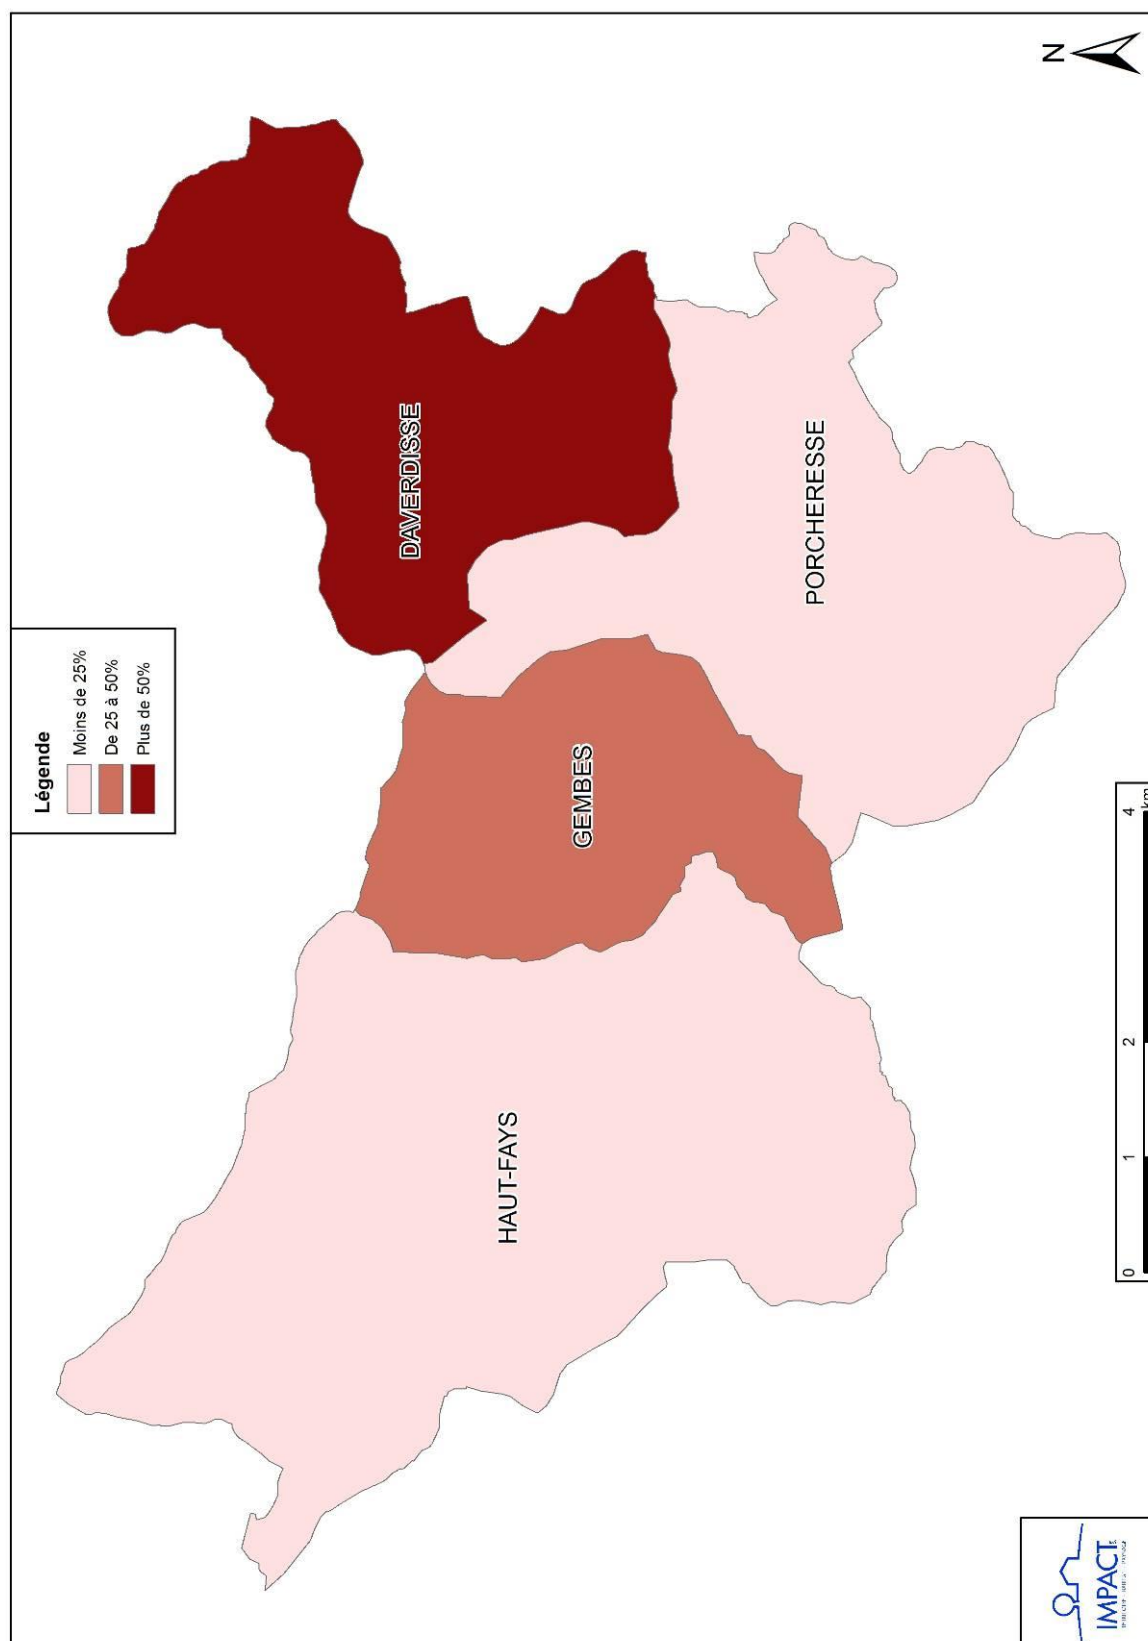 N
Légende
Moins de 25%
De 25 à 50%
Plus de 50%
DAVERDISSE
PORCHERESSE
GEMBES
HAUT-FAYS
0 1 2 4
km
IMPACT